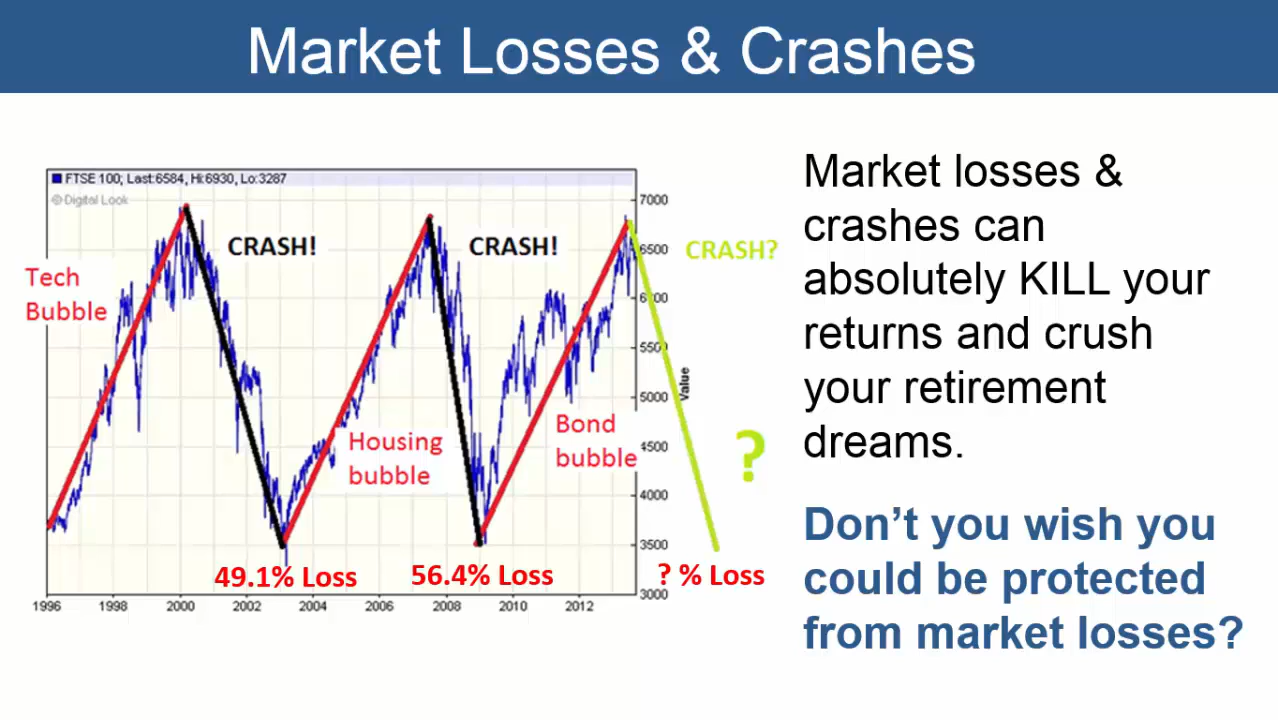 Market Losses & Crashes
FTSE 100; Last:6584, Hi:6930, Lo:3287
© Digital Look
Tech
Bubble
CRASH!
CRASH!
CRASH?
Housing
bubble
Bond
bubble
?
49.1% Loss
56.4% Loss
? % Loss
7000
6500
6000
5500
5000
4500
4000
3500
3000
Value
1996 1998 2000 2002 2004 2006 2008 2010 2012
Market losses &
crashes can
absolutely KILL your
returns and crush
your retirement
dreams.
Don’t you wish you
could be protected
from market losses?